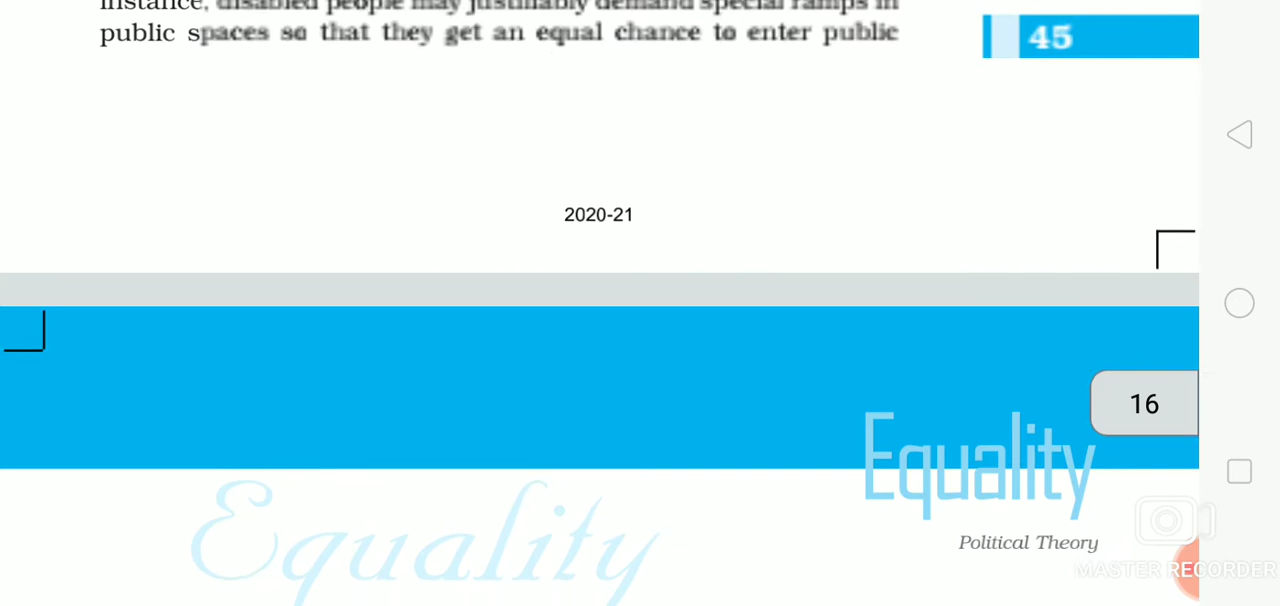 instance, disabled people may justifiably demand special ramps in
public spaces so that they get an equal chance to enter public
45
2020-21
16
Equality
Equality
Political Theory
MASTER RECORDER